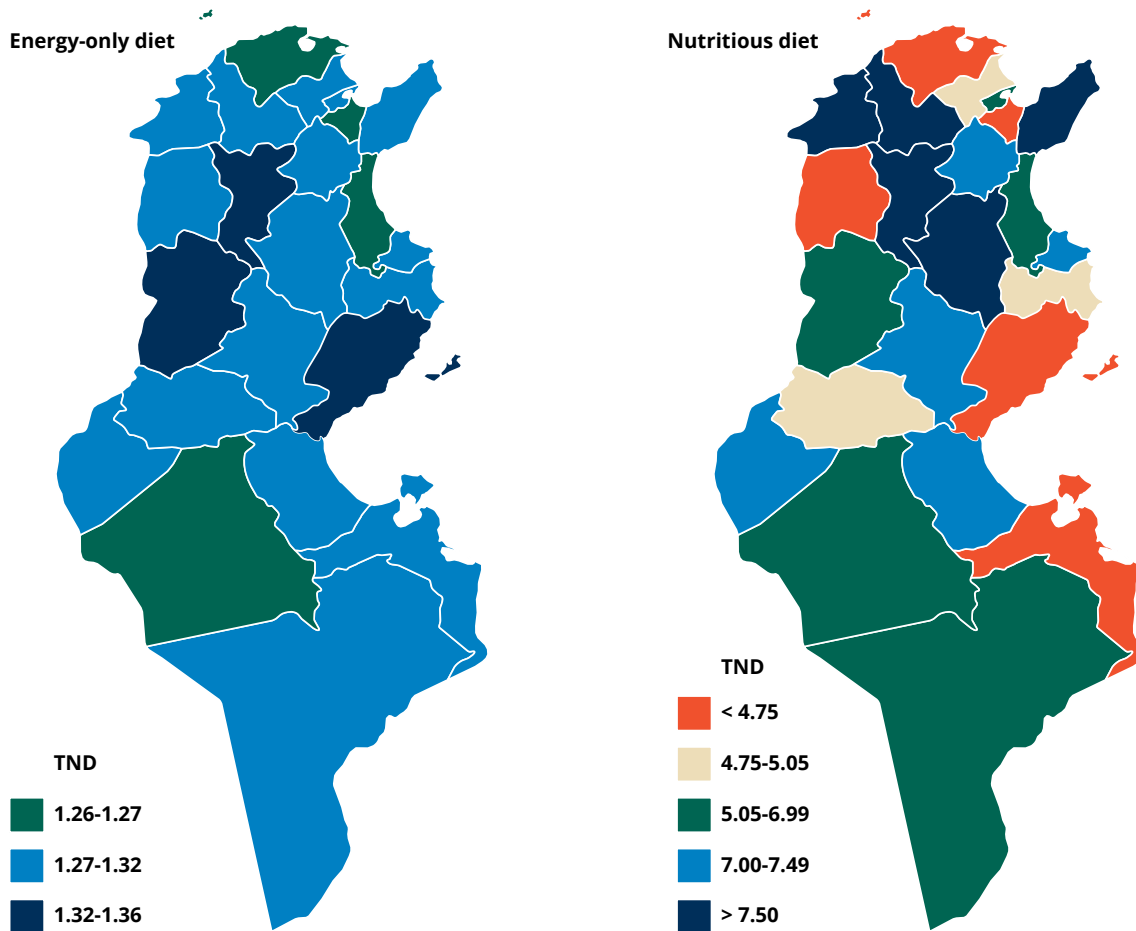 Energy-only diet
TND
1.26-1.27
1.27-1.32
1.32-1.36
Nutritious diet
TND
< 4.75
4.75-5.05
5.05-6.99
7.00-7.49
> 7.50